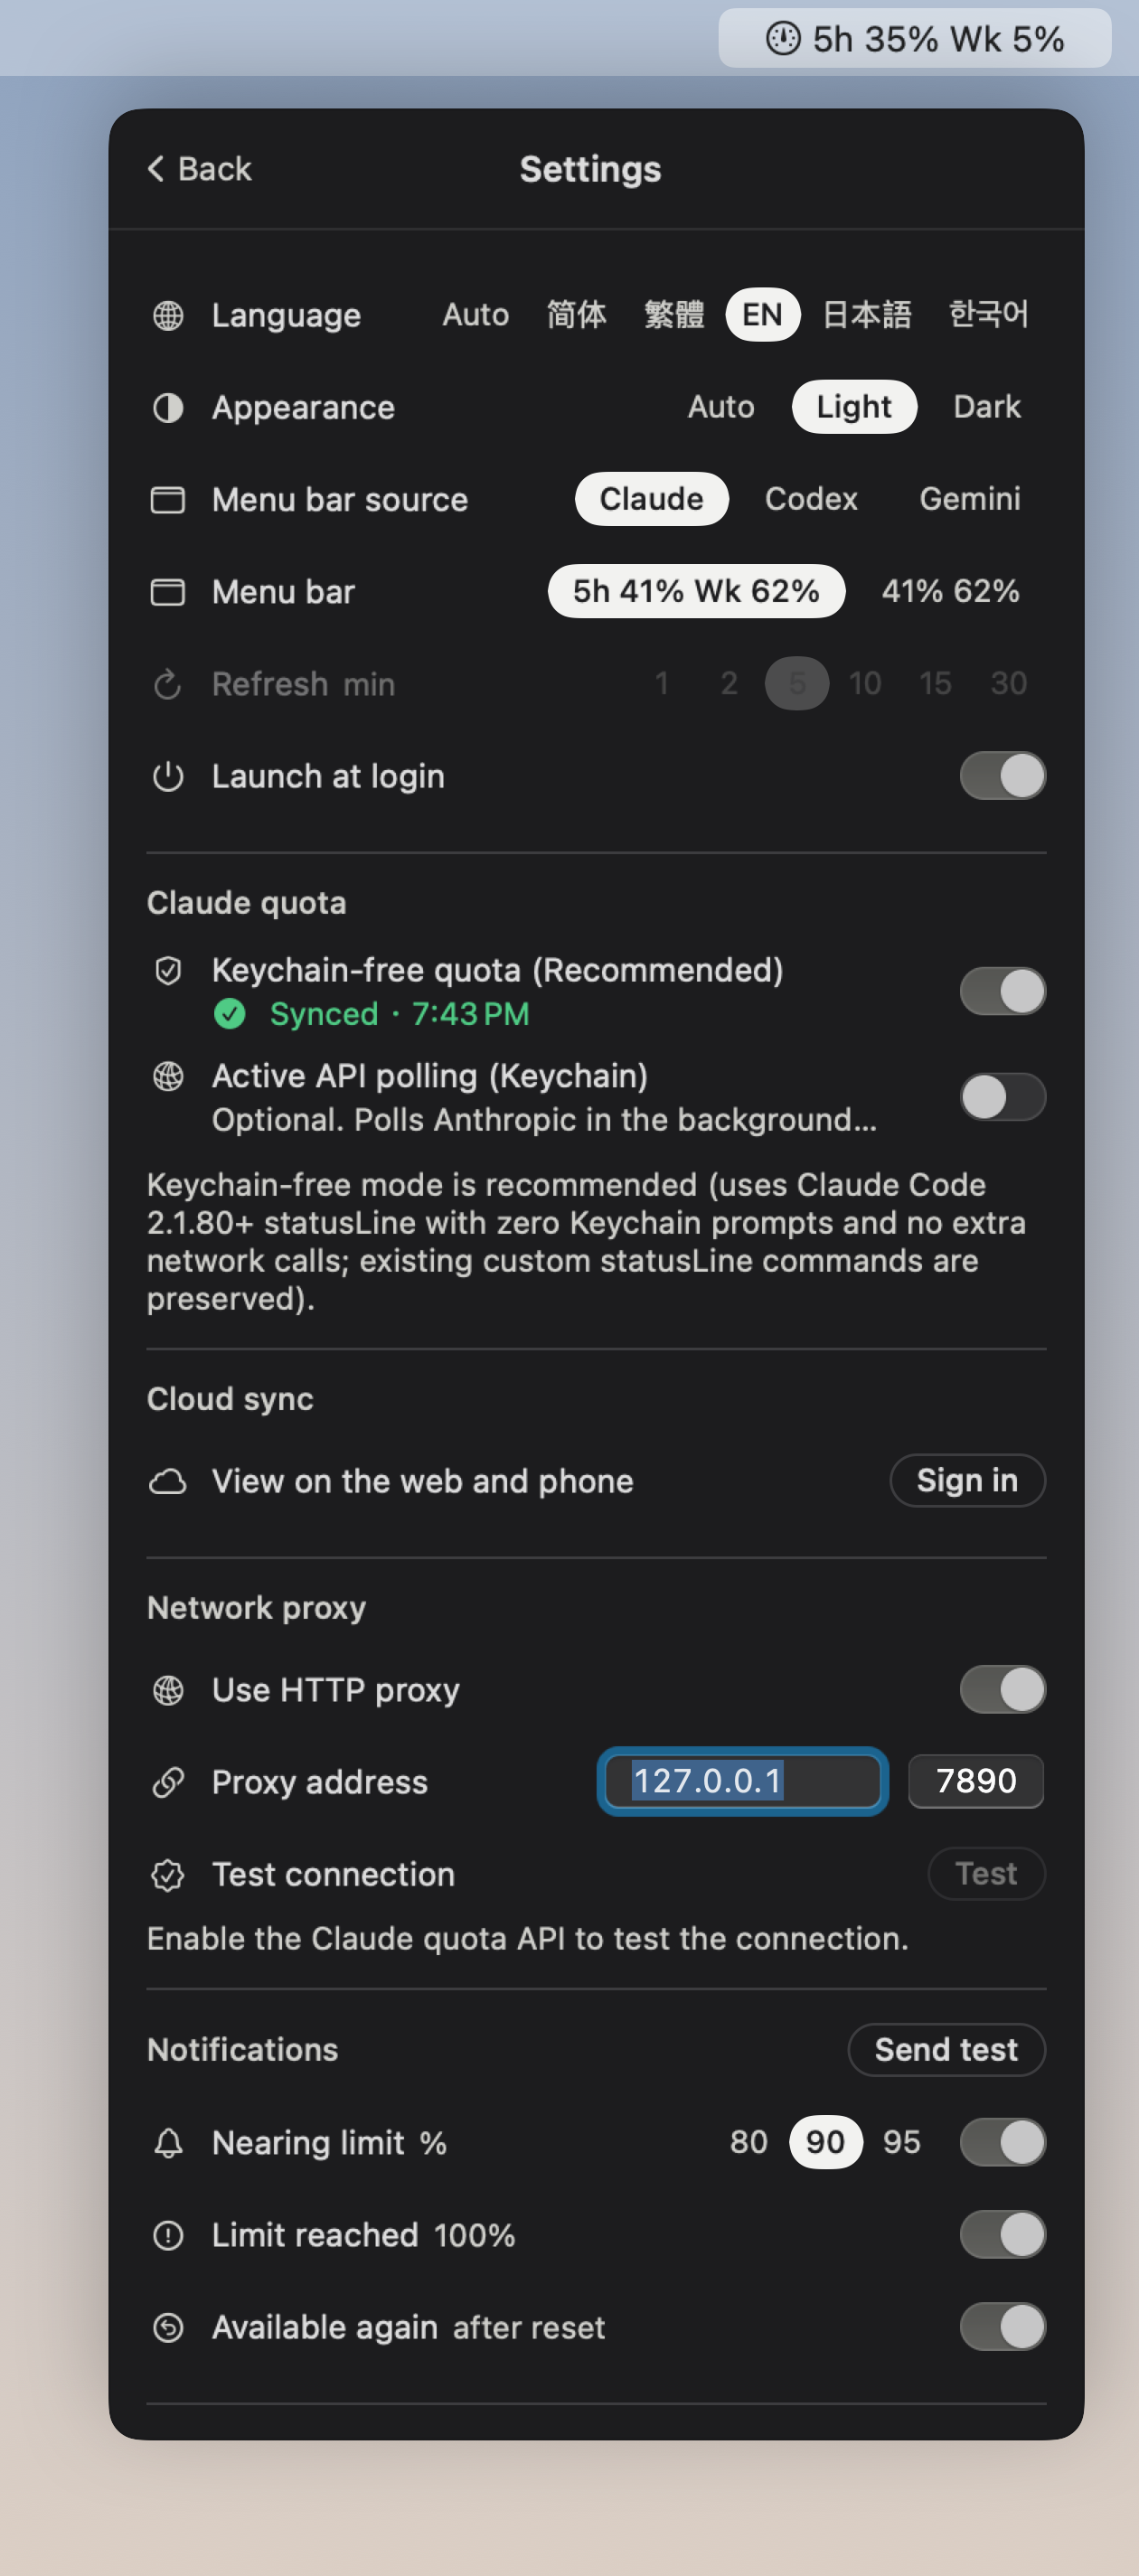 5h 35% Wk 5%
Back
Settings
Language Auto 简体 繁體 EN 日本語 한국어
Appearance Auto Light Dark
Menu bar source Claude Codex Gemini
Menu bar 5h 41% Wk 62% 41% 62%
Refresh min 1 2 5 10 15 30
Launch at login
Claude quota
Keychain-free quota (Recommended)
Synced · 7:43 PM
Active API polling (Keychain)
Optional. Polls Anthropic in the background...
Keychain-free mode is recommended (uses Claude Code
2.1.80+ statusLine with zero Keychain prompts and no extra
network calls; existing custom statusLine commands are
preserved).
Cloud sync
View on the web and phone Sign in
Network proxy
Use HTTP proxy
Proxy address 127.0.0.1 7890
Test connection Test
Enable the Claude quota API to test the connection.
Notifications Send test
Nearing limit % 80 90 95
Limit reached 100%
Available again after reset